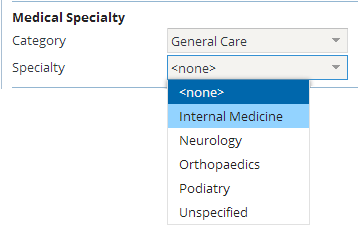 Medical Specialty
Category General Care
Specialty <none>
<none>
Internal Medicine
Neurology
Orthopaedics
Podiatry
Unspecified